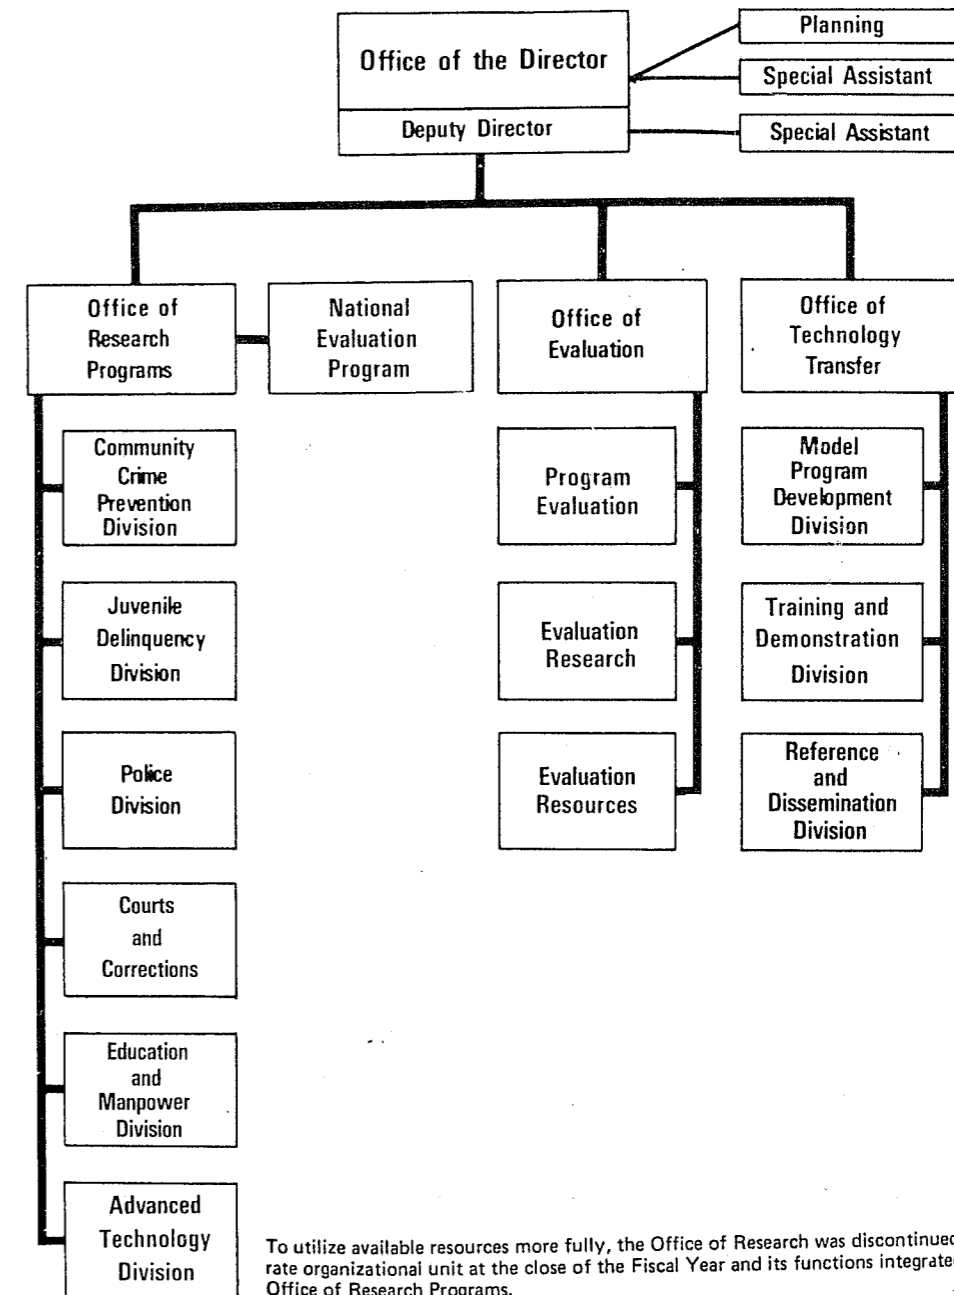 Office of the Director
Deputy Director
Planning
Special Assistant
Special Assistant
Office of
Research
Programs
National
Evaluation
Program
Office of
Evaluation
Office of
Technology
Transfer
Community
Crime
Prevention
Division
Juvenile
Delinquency
Division
Police
Division
Courts
and
Corrections
Education
and
Manpower
Division
Advanced
Technology
Division
Program
Evaluation
Evaluation
Research
Evaluation
Resources
Model
Program
Development
Division
Training and
Demonstration
Division
Reference
and
Dissemination
Division
To utilize available resources more fully, the Office of Research was discontinued
rate organizational unit at the close of the Fiscal Year and its functions integrate
Office of Research Programs.